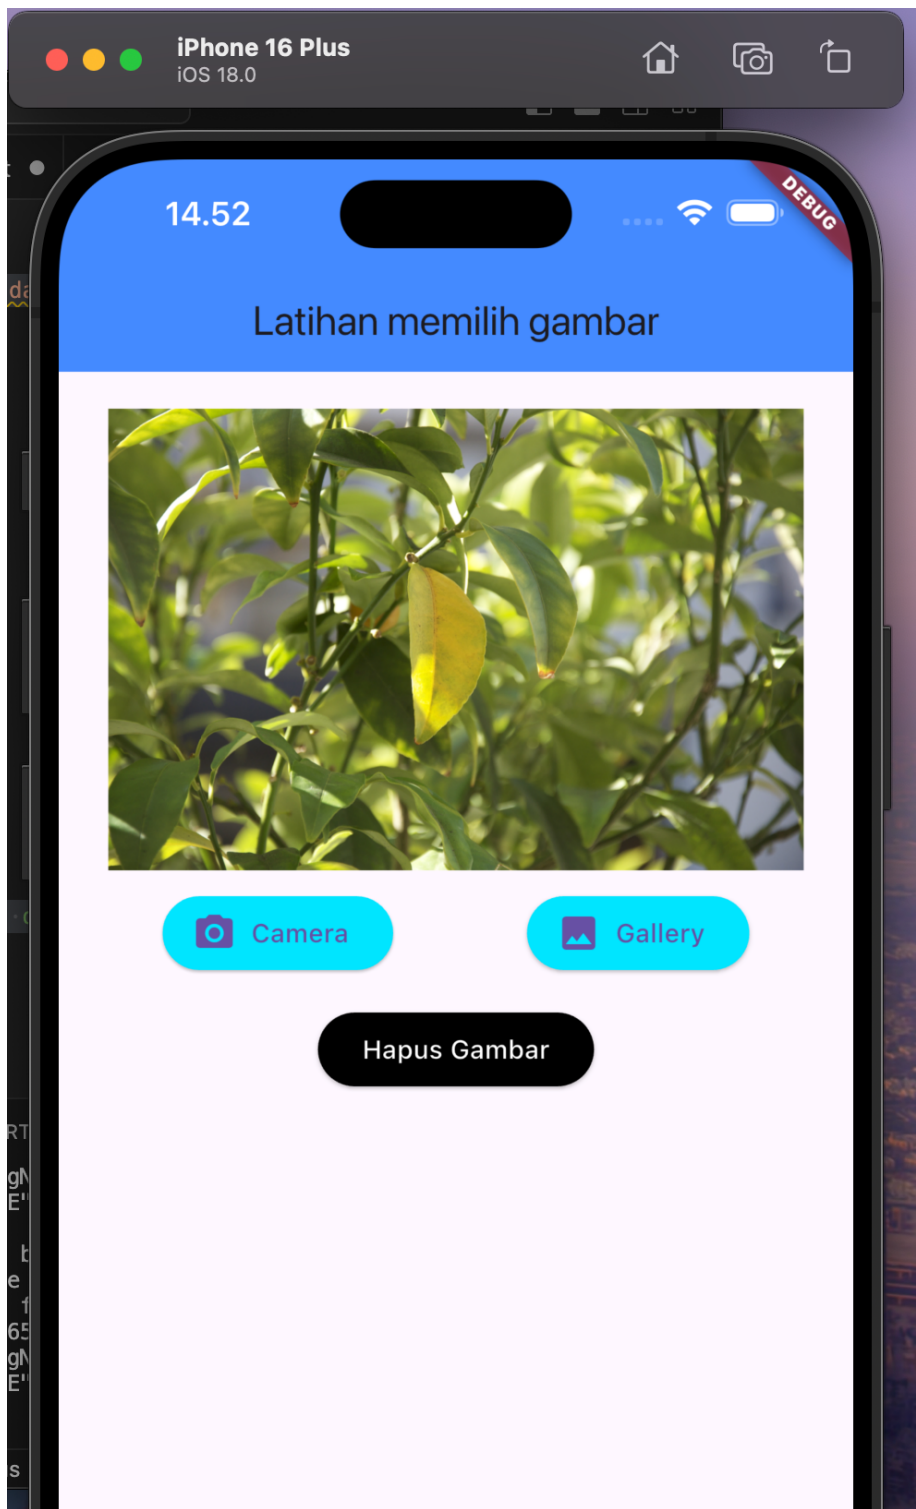 iPhone 16 Plus
iOS 18.0
14.52
DEBUG
Latihan memilih gambar
Camera
Gallery
Hapus Gambar